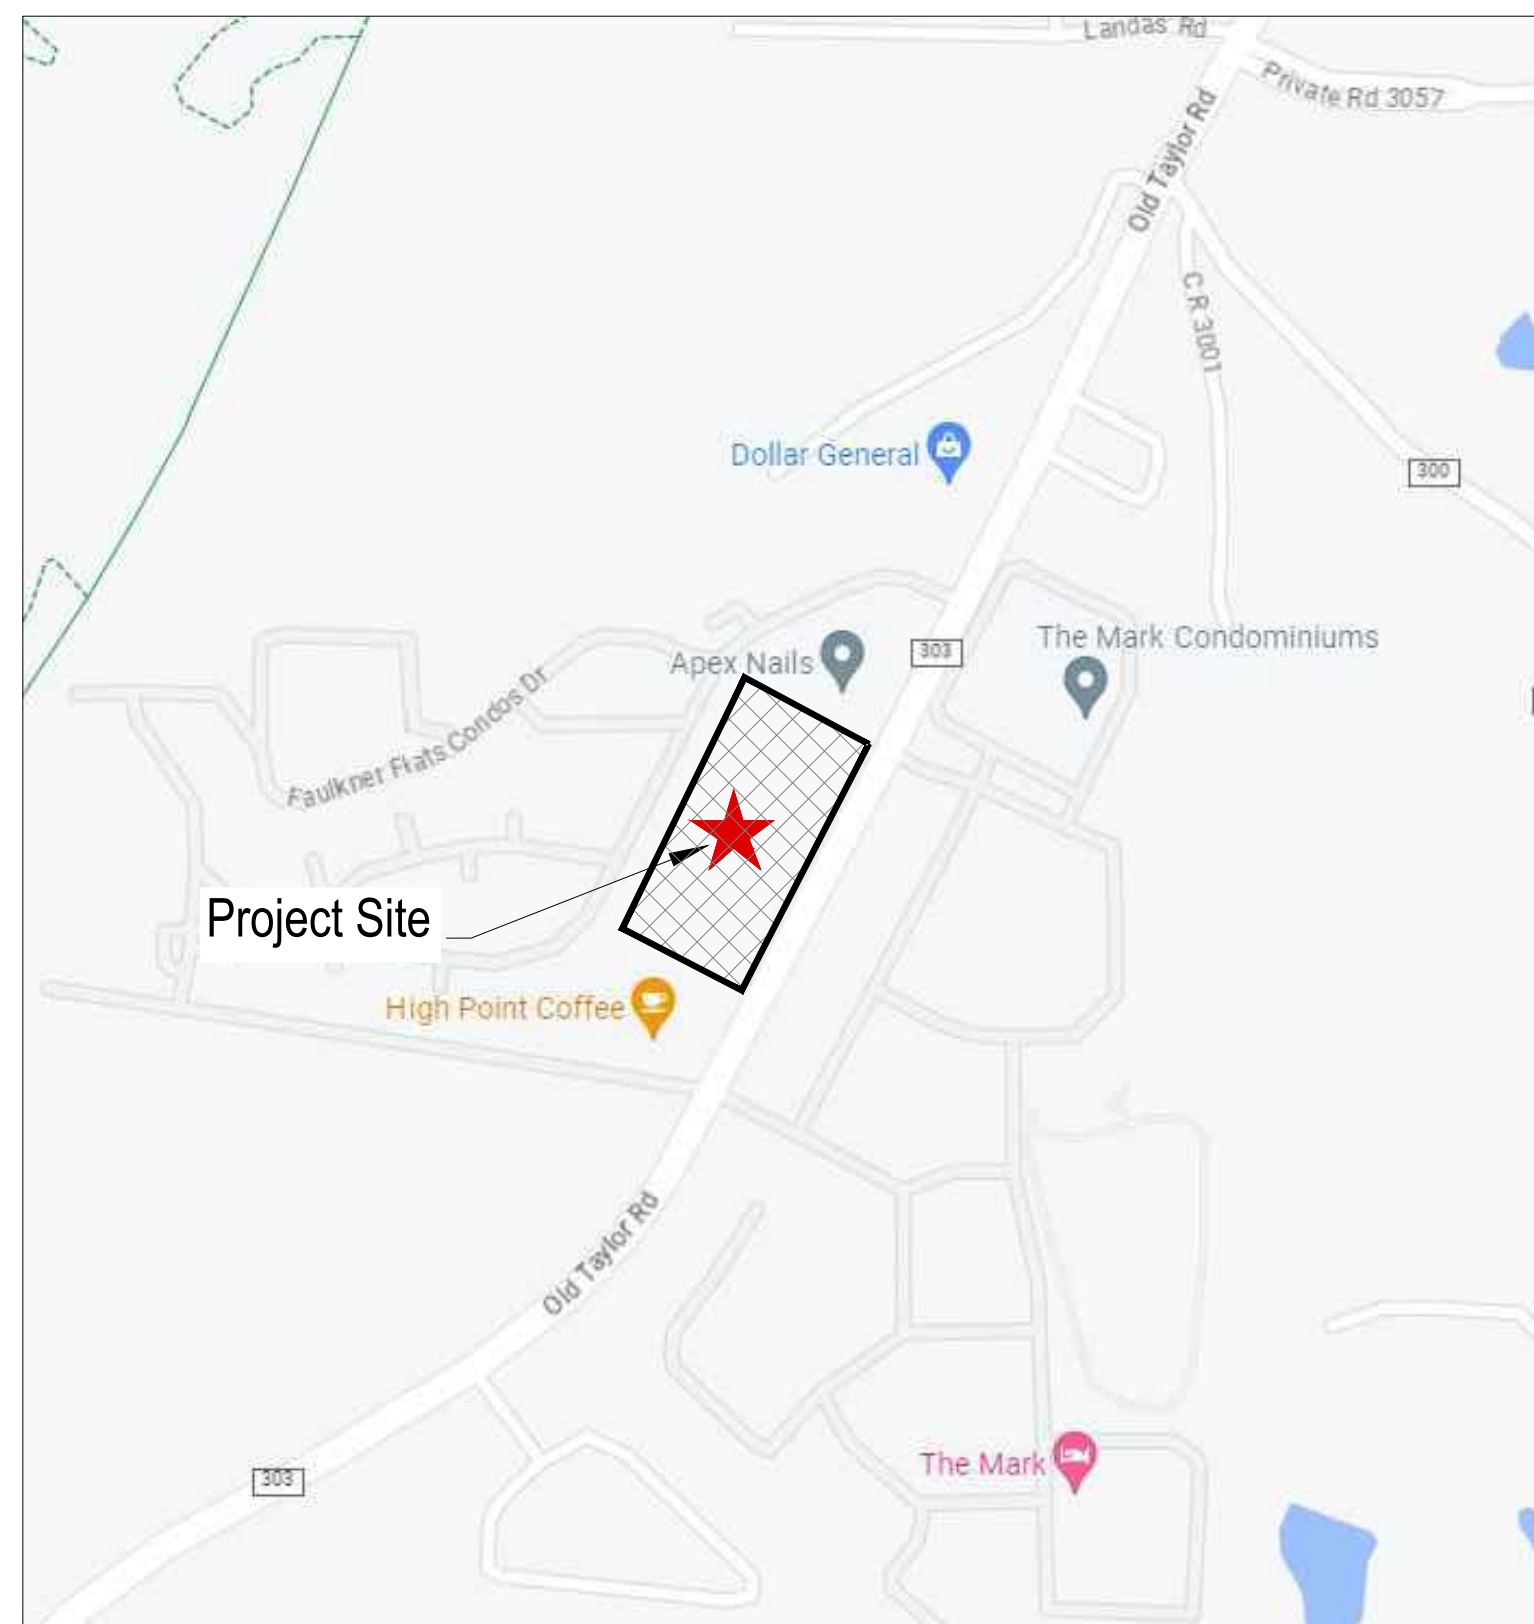 Landas Rd
Private Rd 3057
Old Taylor Rd
C R 3001
Dollar General
300
303
The Mark Condominiums
Apex Nails
Faulkner Flats Condos Dr
Project Site
High Point Coffee
Old Taylor Rd
The Mark
303